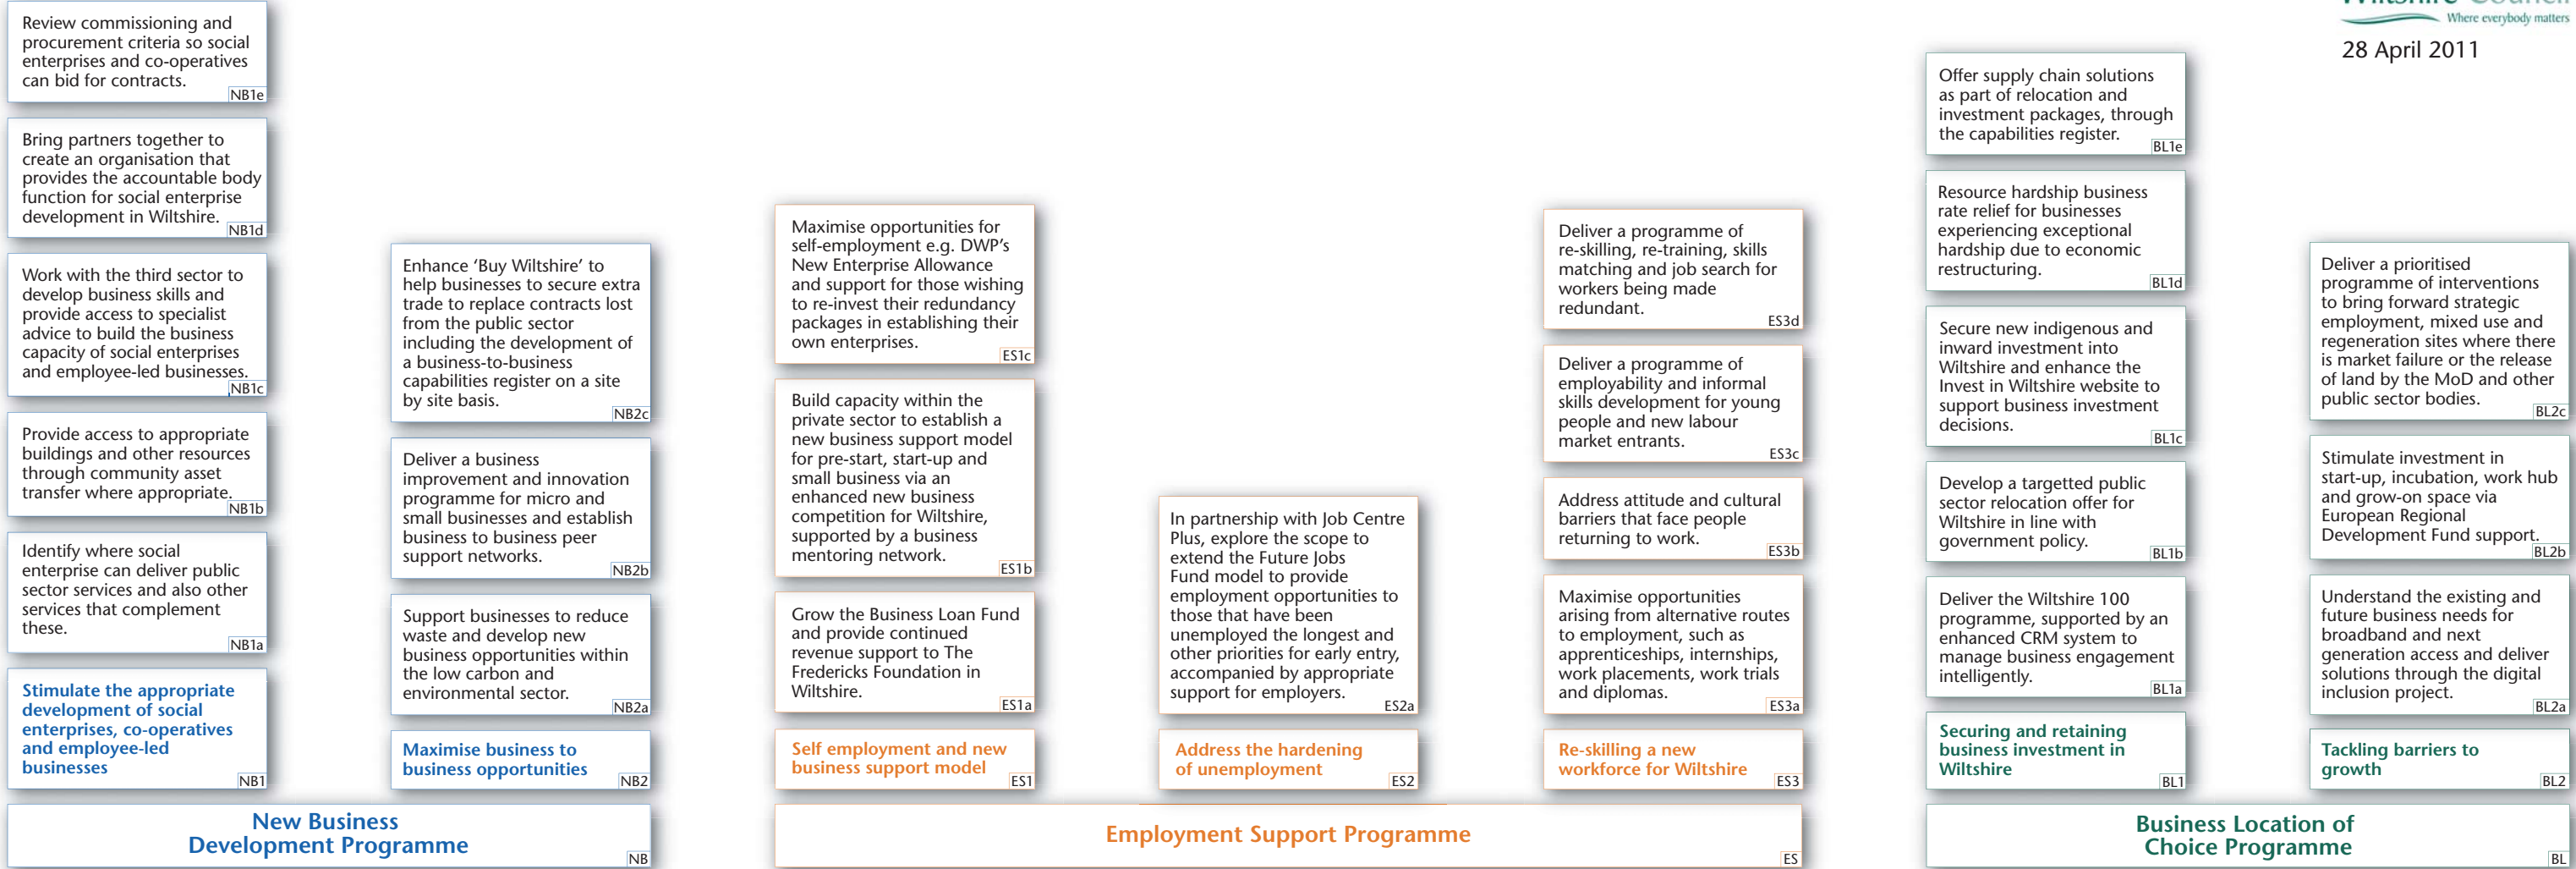 Wiltshire Council
Where everybody matters
28 April 2011
Review commissioning and
procurement criteria so social
enterprises and co-operatives
can bid for contracts.
NB1e
Bring partners together to
create an organisation that
provides the accountable body
function for social enterprise
development in Wiltshire.
NB1d
Work with the third sector to
develop business skills and
provide access to specialist
advice to build the business
capacity of social enterprises
and employee-led businesses.
NB1c
Provide access to appropriate
buildings and other resources
through community asset
transfer where appropriate.
NB1b
Identify where social
enterprise can deliver public
sector services and also other
services that complement
these.
NB1a
Stimulate the appropriate
development of social
enterprises, co-operatives
and employee-led
businesses
NB1
Enhance ‘Buy Wiltshire’ to
help businesses to secure extra
trade to replace contracts lost
from the public sector
including the development of
a business-to-business
capabilities register on a site
by site basis.
NB2c
Deliver a business
improvement and innovation
programme for micro and
small businesses and establish
business to business peer
support networks.
NB2b
Support businesses to reduce
waste and develop new
business opportunities within
the low carbon and
environmental sector.
NB2a
Maximise business to
business opportunities
NB2
New Business
Development Programme
NB
Maximise opportunities for
self-employment e.g. DWP’s
New Enterprise Allowance
and support for those wishing
to re-invest their redundancy
packages in establishing their
own enterprises.
ES1c
Build capacity within the
private sector to establish a
new business support model
for pre-start, start-up and
small business via an
enhanced new business
competition for Wiltshire,
supported by a business
mentoring network.
ES1b
Grow the Business Loan Fund
and provide continued
revenue support to The
Fredericks Foundation in
Wiltshire.
ES1a
Self employment and new
business support model
ES1
In partnership with Job Centre
Plus, explore the scope to
extend the Future Jobs
Fund model to provide
employment opportunities to
those that have been
unemployed the longest and
other priorities for early entry,
accompanied by appropriate
support for employers.
ES2a
Address the hardening
of unemployment
ES2
Deliver a programme of
re-skilling, re-training, skills
matching and job search for
workers being made
redundant.
ES3d
Deliver a programme of
employability and informal
skills development for young
people and new labour
market entrants.
ES3c
Address attitude and cultural
barriers that face people
returning to work.
ES3b
Maximise opportunities
arising from alternative routes
to employment, such as
apprenticeships, internships,
work placements, work trials
and diplomas.
ES3a
Re-skilling a new
workforce for Wiltshire
ES3
Employment Support Programme
ES
Offer supply chain solutions
as part of relocation and
investment packages, through
the capabilities register.
BL1e
Resource hardship business
rate relief for businesses
experiencing exceptional
hardship due to economic
restructuring.
BL1d
Secure new indigenous and
inward investment into
Wiltshire and enhance the
Invest in Wiltshire website to
support business investment
decisions.
BL1c
Develop a targetted public
sector relocation offer for
Wiltshire in line with
government policy.
BL1b
Deliver the Wiltshire 100
programme, supported by an
enhanced CRM system to
manage business engagement
intelligently.
BL1a
Securing and retaining
business investment in
Wiltshire
BL1
Deliver a prioritised
programme of interventions
to bring forward strategic
employment, mixed use and
regeneration sites where there
is market failure or the release
of land by the MoD and other
public sector bodies.
BL2c
Stimulate investment in
start-up, incubation, work hub
and grow-on space via
European Regional
Development Fund support.
BL2b
Understand the existing and
future business needs for
broadband and next
generation access and deliver
solutions through the digital
inclusion project.
BL2a
Tackling barriers to
growth
BL2
Business Location of
Choice Programme
BL